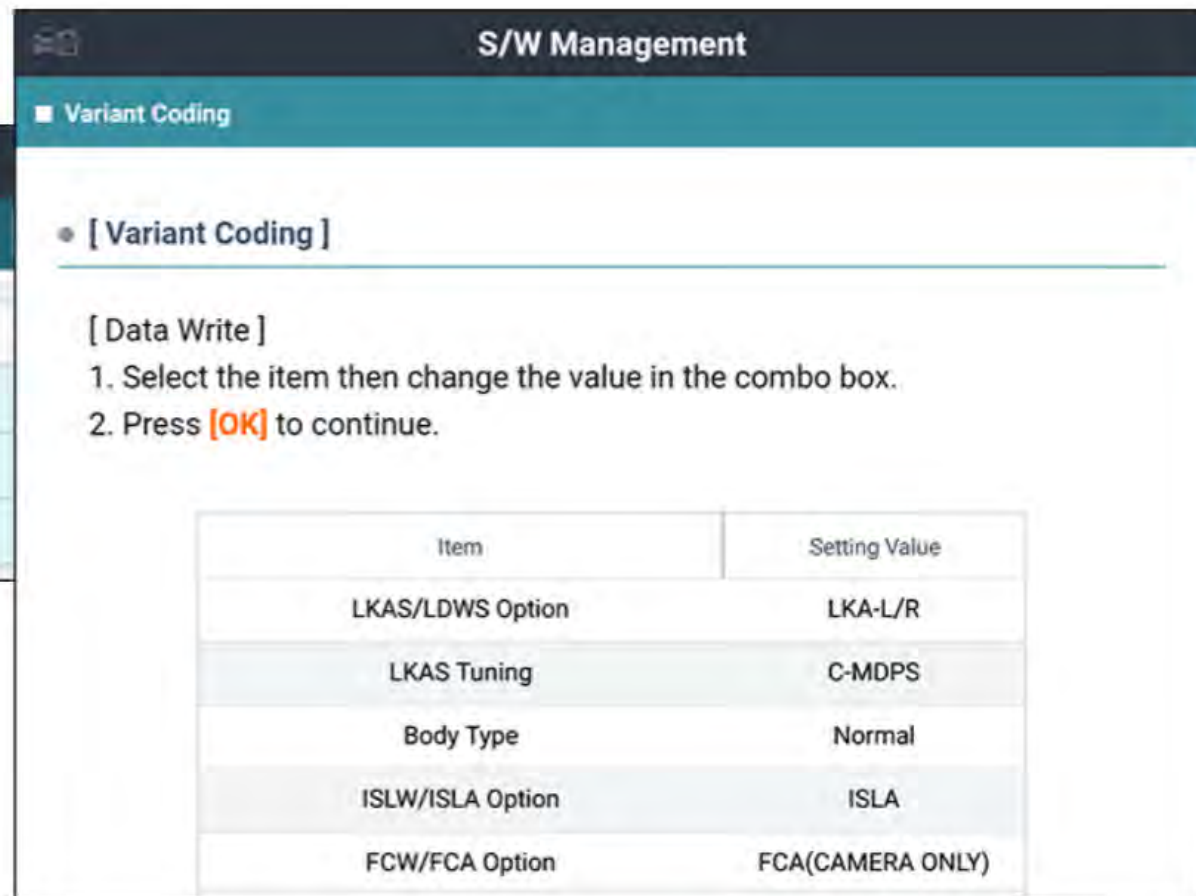 S/W Management
■ Variant Coding
● [ Variant Coding ]
[ Data Write ]
1. Select the item then change the value in the combo box.
2. Press [OK] to continue.
Item Setting Value
LKAS/LDWS Option LKA-L/R
LKAS Tuning C-MDPS
Body Type Normal
ISLW/ISLA Option ISLA
FCW/FCA Option FCA(CAMERA ONLY)